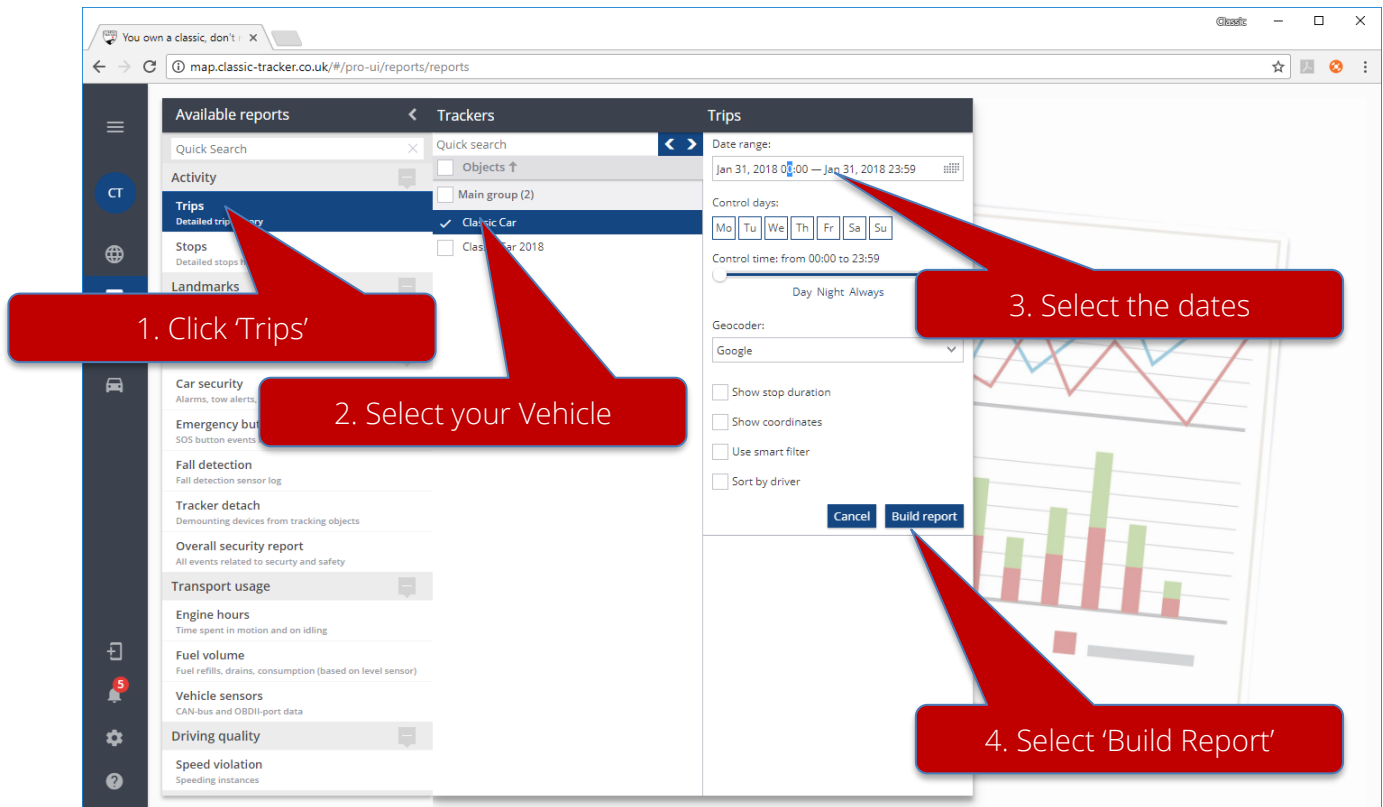 Classic
You own a classic, don't r
map.classic-tracker.co.uk/#/pro-ui/reports/reports
CT
5
Available reports
Quick Search
Activity
Trips
Detailed trip
Stops
Detailed stops
Landmarks
Car security
Alarms, tow alerts,
Emergency but
SOS button events
Fall detection
Fall detection sensor log
Tracker detach
Demounting devices from tracking objects
Overall security report
All events related to securty and safety
Transport usage
Engine hours
Time spent in motion and on idling
Fuel volume
Fuel refills, drains, consumption (based on level sensor)
Vehicle sensors
CAN-bus and OBDII-port data
Driving quality
Speed violation
Speeding instances
Trackers
Quick search
Objects ↑
Main group (2)
Classic Car
Classic Car 2018
Trips
Date range:
Jan 31, 2018 00:00 — Jan 31, 2018 23:59
Control days:
Mo Tu We Th Fr Sa Su
Control time: from 00:00 to 23:59
Day Night Always
Geocoder:
Google
Show stop duration
Show coordinates
Use smart filter
Sort by driver
Cancel Build report
1. Click ‘Trips’
2. Select your Vehicle
3. Select the dates
4. Select ‘Build Report’